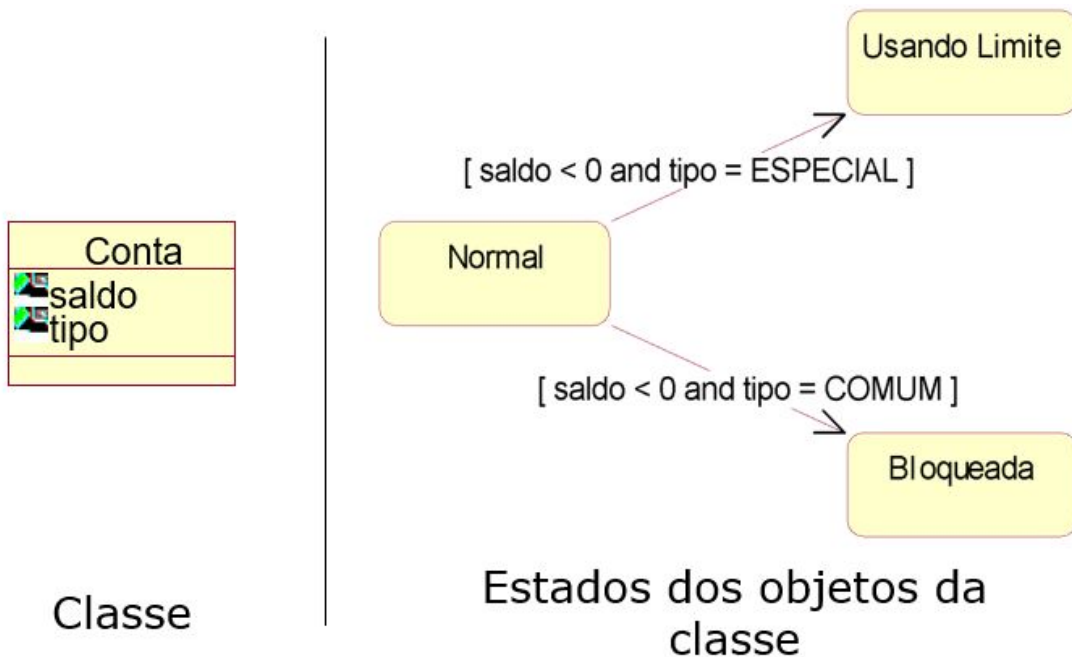 Conta
saldo
tipo
Classe
Usando Limite
[ saldo < 0 and tipo = ESPECIAL ]
Normal
[ saldo < 0 and tipo = COMUM ]
Bloqueada
Estados dos objetos da
classe